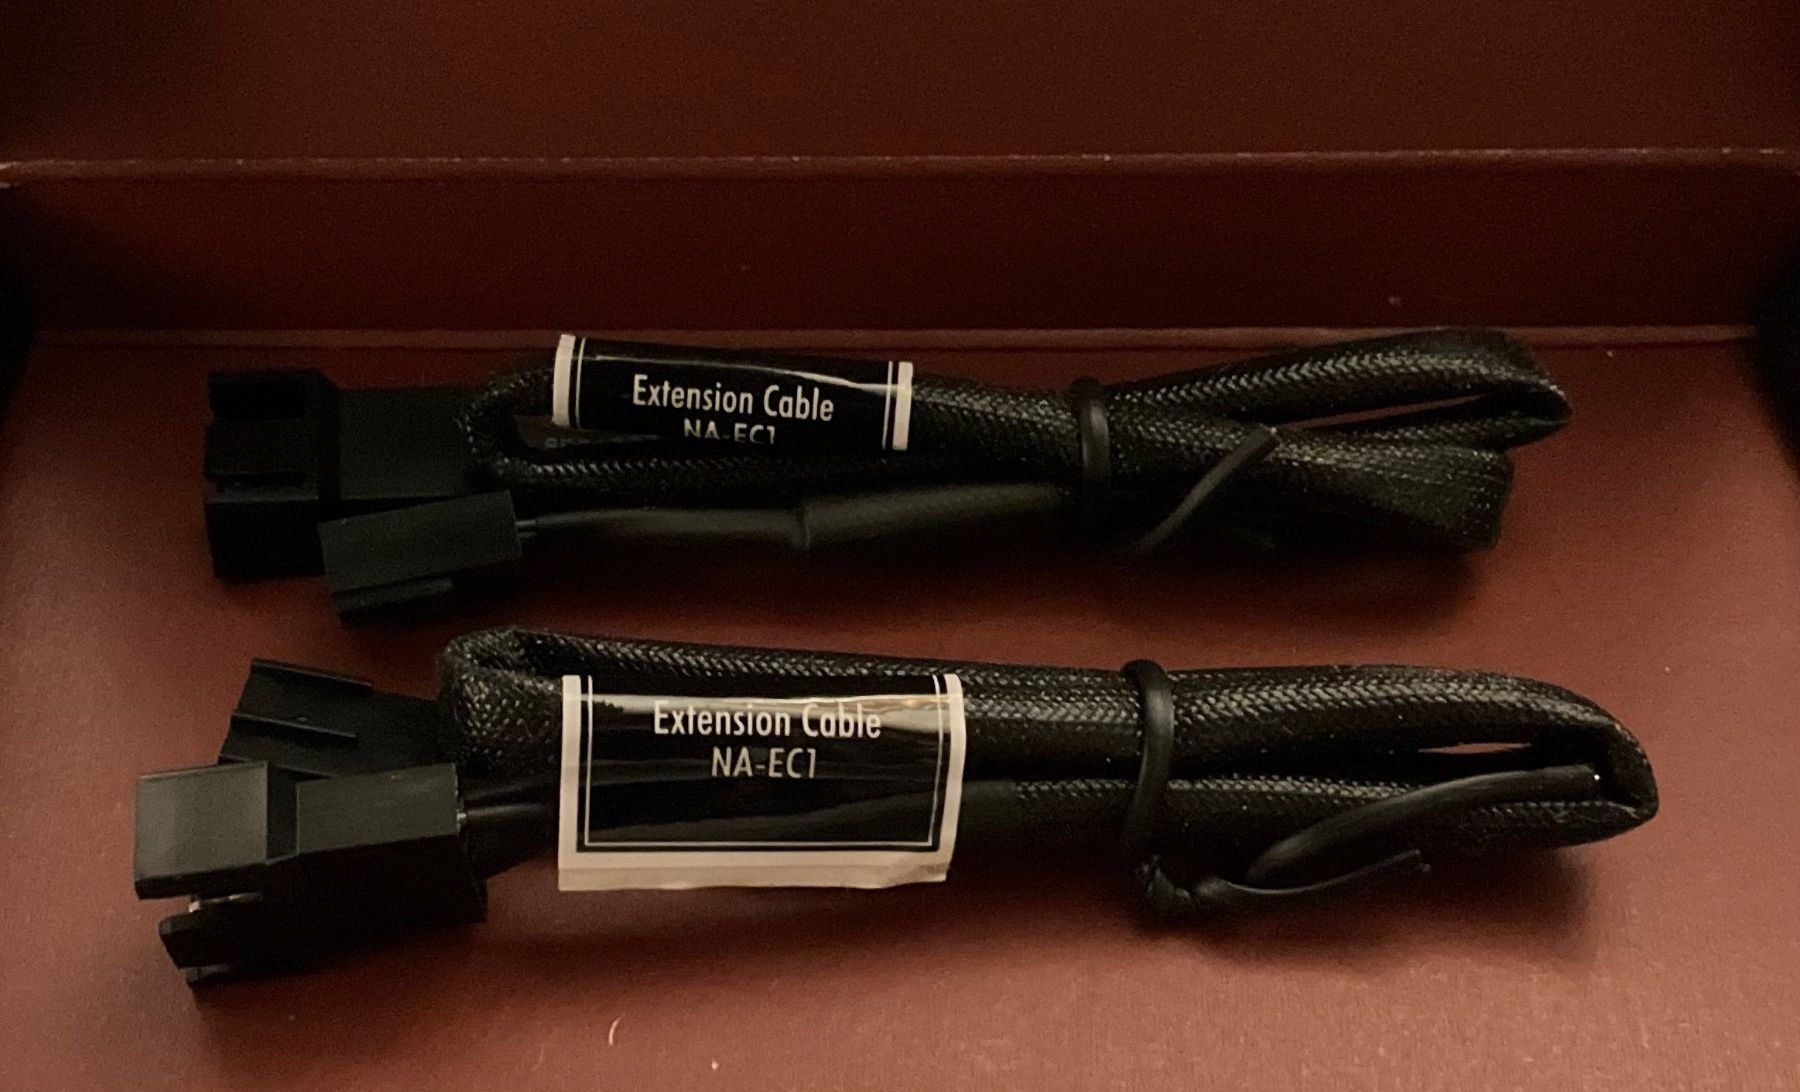 Extension Cable
NA-EC1
Extension Cable
NA-EC1